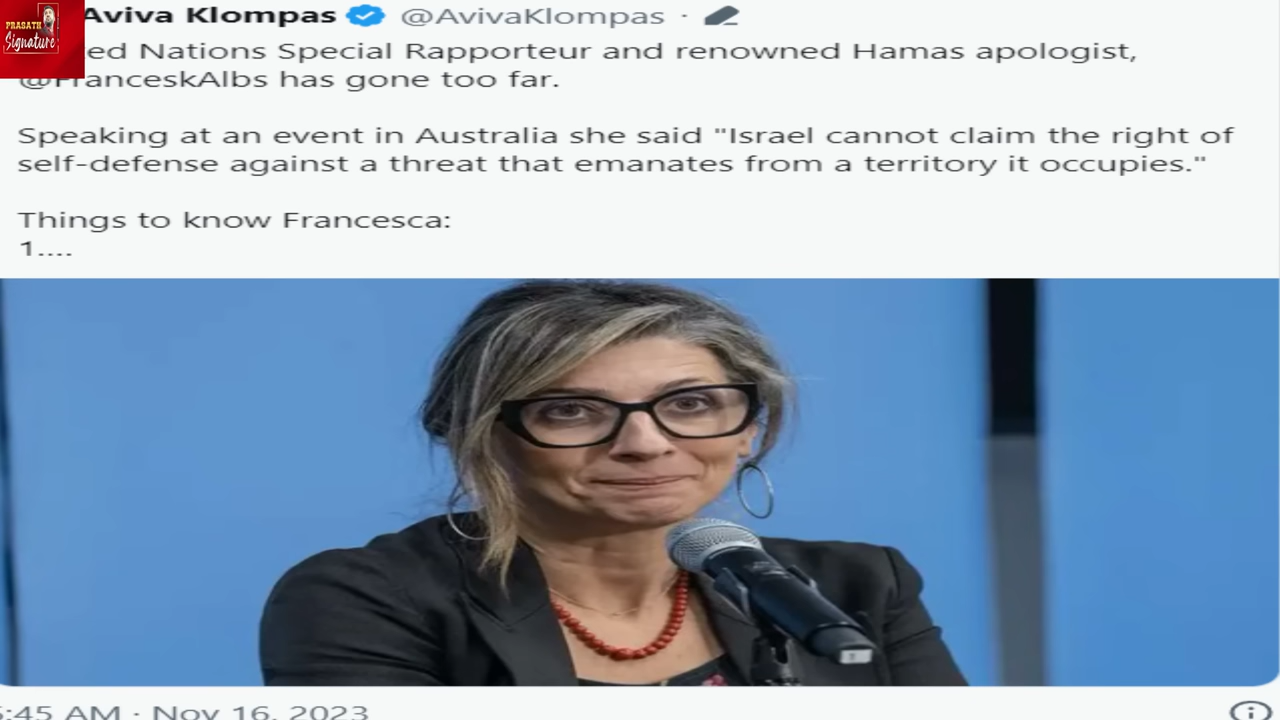 PRASATH
Signature
Aviva Klompas @AvivaKlompas ·
ed Nations Special Rapporteur and renowned Hamas apologist,
@FranceskAlbs has gone too far.
Speaking at an event in Australia she said "Israel cannot claim the right of
self-defense against a threat that emanates from a territory it occupies."
Things to know Francesca:
1....
:45 AM · Nov 16, 2023